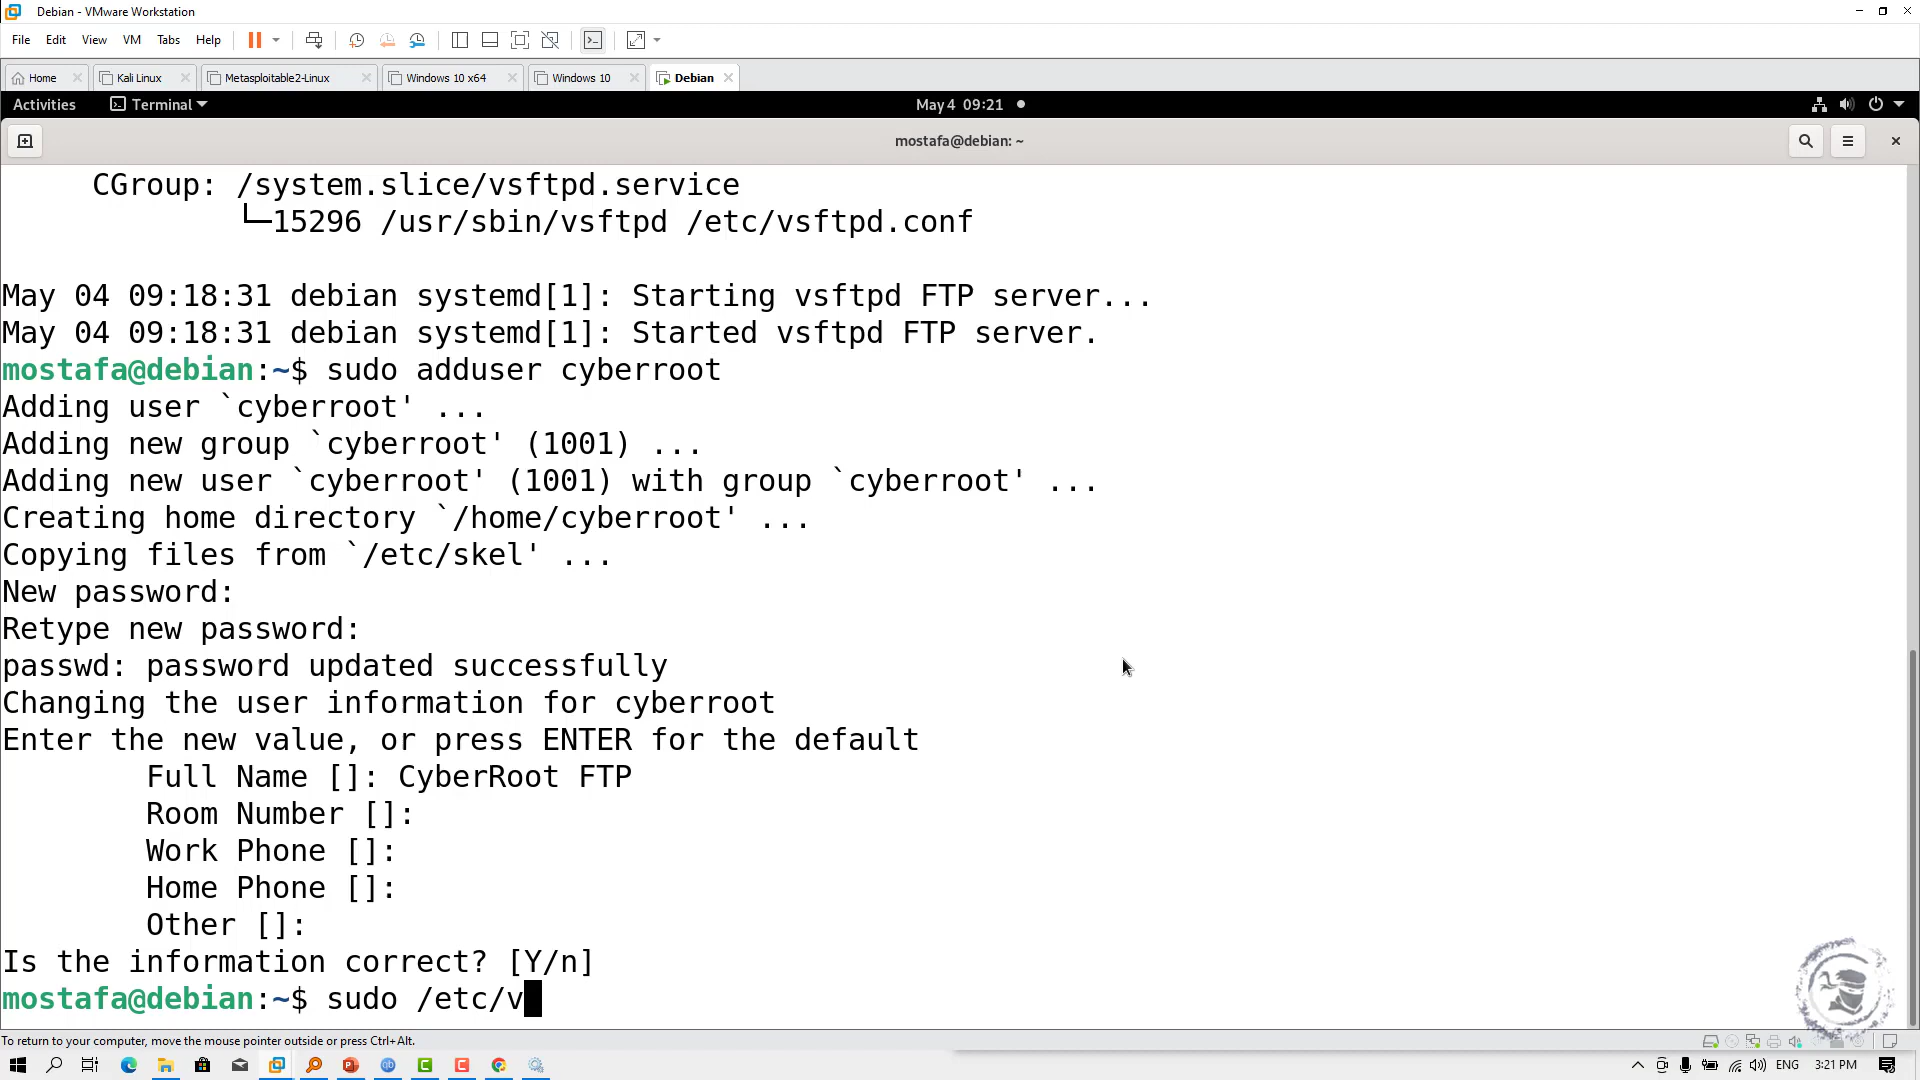 Debian - VMware Workstation
File Edit View VM Tabs Help
Home Kali Linux Metasploitable2-Linux Windows 10 x64 Windows 10 Debian
Activities Terminal May 4 09:21
mostafa@debian: ~
CGroup: /system.slice/vsftpd.service
└─15296 /usr/sbin/vsftpd /etc/vsftpd.conf
May 04 09:18:31 debian systemd[1]: Starting vsftpd FTP server...
May 04 09:18:31 debian systemd[1]: Started vsftpd FTP server.
mostafa@debian:~$ sudo adduser cyberroot
Adding user `cyberroot' ...
Adding new group `cyberroot' (1001) ...
Adding new user `cyberroot' (1001) with group `cyberroot' ...
Creating home directory `/home/cyberroot' ...
Copying files from `/etc/skel' ...
New password:
Retype new password:
passwd: password updated successfully
Changing the user information for cyberroot
Enter the new value, or press ENTER for the default
Full Name []: CyberRoot FTP
Room Number []:
Work Phone []:
Home Phone []:
Other []:
Is the information correct? [Y/n]
mostafa@debian:~$ sudo /etc/v
To return to your computer, move the mouse pointer outside or press Ctrl+Alt.
ENG 3:21 PM